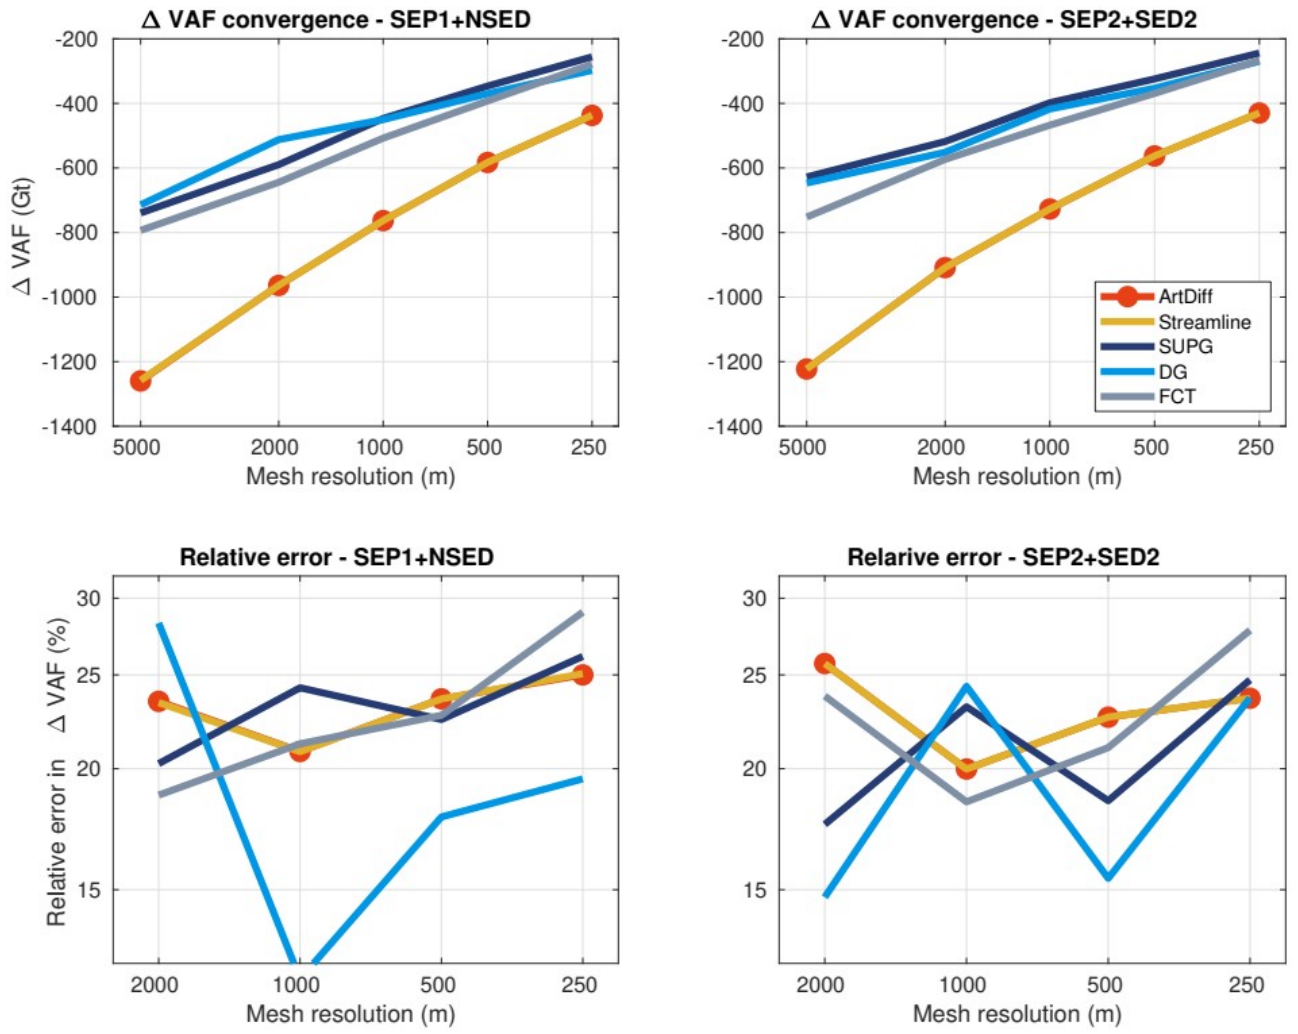 Δ VAF convergence - SEP1+NSED
-200
-400
-600
-800
-1000
-1200
-1400
Δ VAF (Gt)
5000 2000 1000 500 250
Mesh resolution (m)
Δ VAF convergence - SEP2+SED2
-200
-400
-600
-800
-1000
-1200
-1400
ArtDiff
Streamline
SUPG
DG
FCT
5000 2000 1000 500 250
Mesh resolution (m)
Relative error - SEP1+NSED
30
25
20
15
Relative error in Δ VAF (%)
2000 1000 500 250
Mesh resolution (m)
Relarive error - SEP2+SED2
30
25
20
15
2000 1000 500 250
Mesh resolution (m)